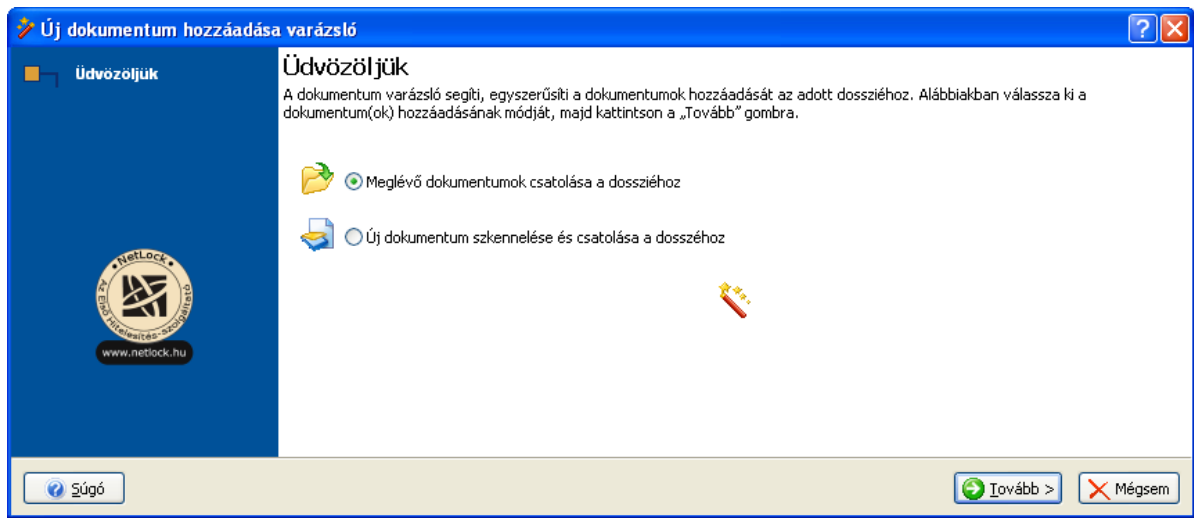 Új dokumentum hozzáadása varázsló
Üdvözöljük
Üdvözöljük
A dokumentum varázsló segíti, egyszerűsíti a dokumentumok hozzáadását az adott dossziéhoz. Alábbiakban válassza ki a
dokumentum(ok) hozzáadásának módját, majd kattintson a „Tovább” gombra.
Meglévő dokumentumok csatolása a dossziéhoz
Új dokumentum szkennelése és csatolása a dosszéhoz
NetLock
Az Első Hitelesítés-szolgáltató
www.netlock.hu
Súgó
Tovább >
Mégsem